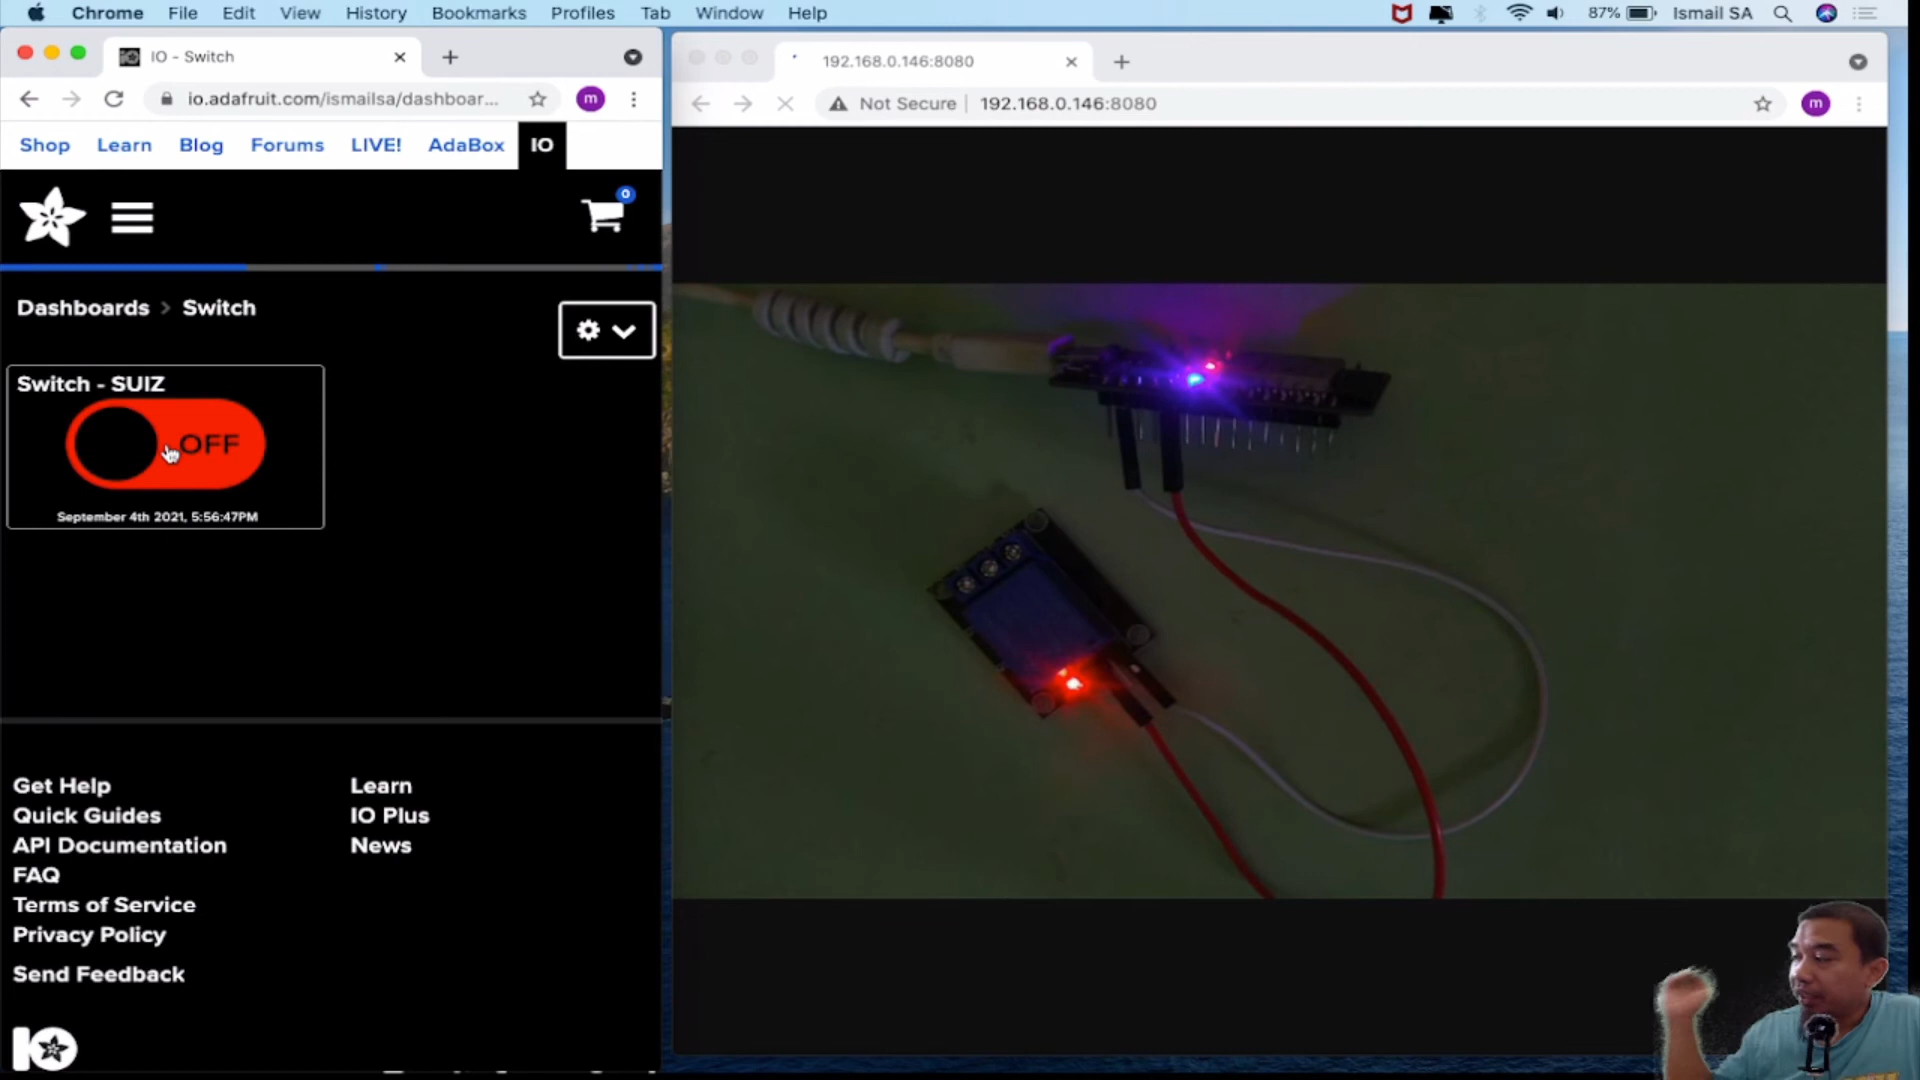 Chrome File Edit View History Bookmarks Profiles Tab Window Help 87% Ismail SA
IO - Switch
io.adafruit.com/ismailsa/dashboar... m
Shop Learn Blog Forums LIVE! AdaBox IO
0
Dashboards > Switch
Switch - SUIZ
OFF
September 4th 2021, 5:56:47PM
Get Help
Quick Guides
API Documentation
FAQ
Terms of Service
Privacy Policy
Send Feedback
Learn
IO Plus
News
IO
192.168.0.146:8080
Not Secure | 192.168.0.146:8080 m